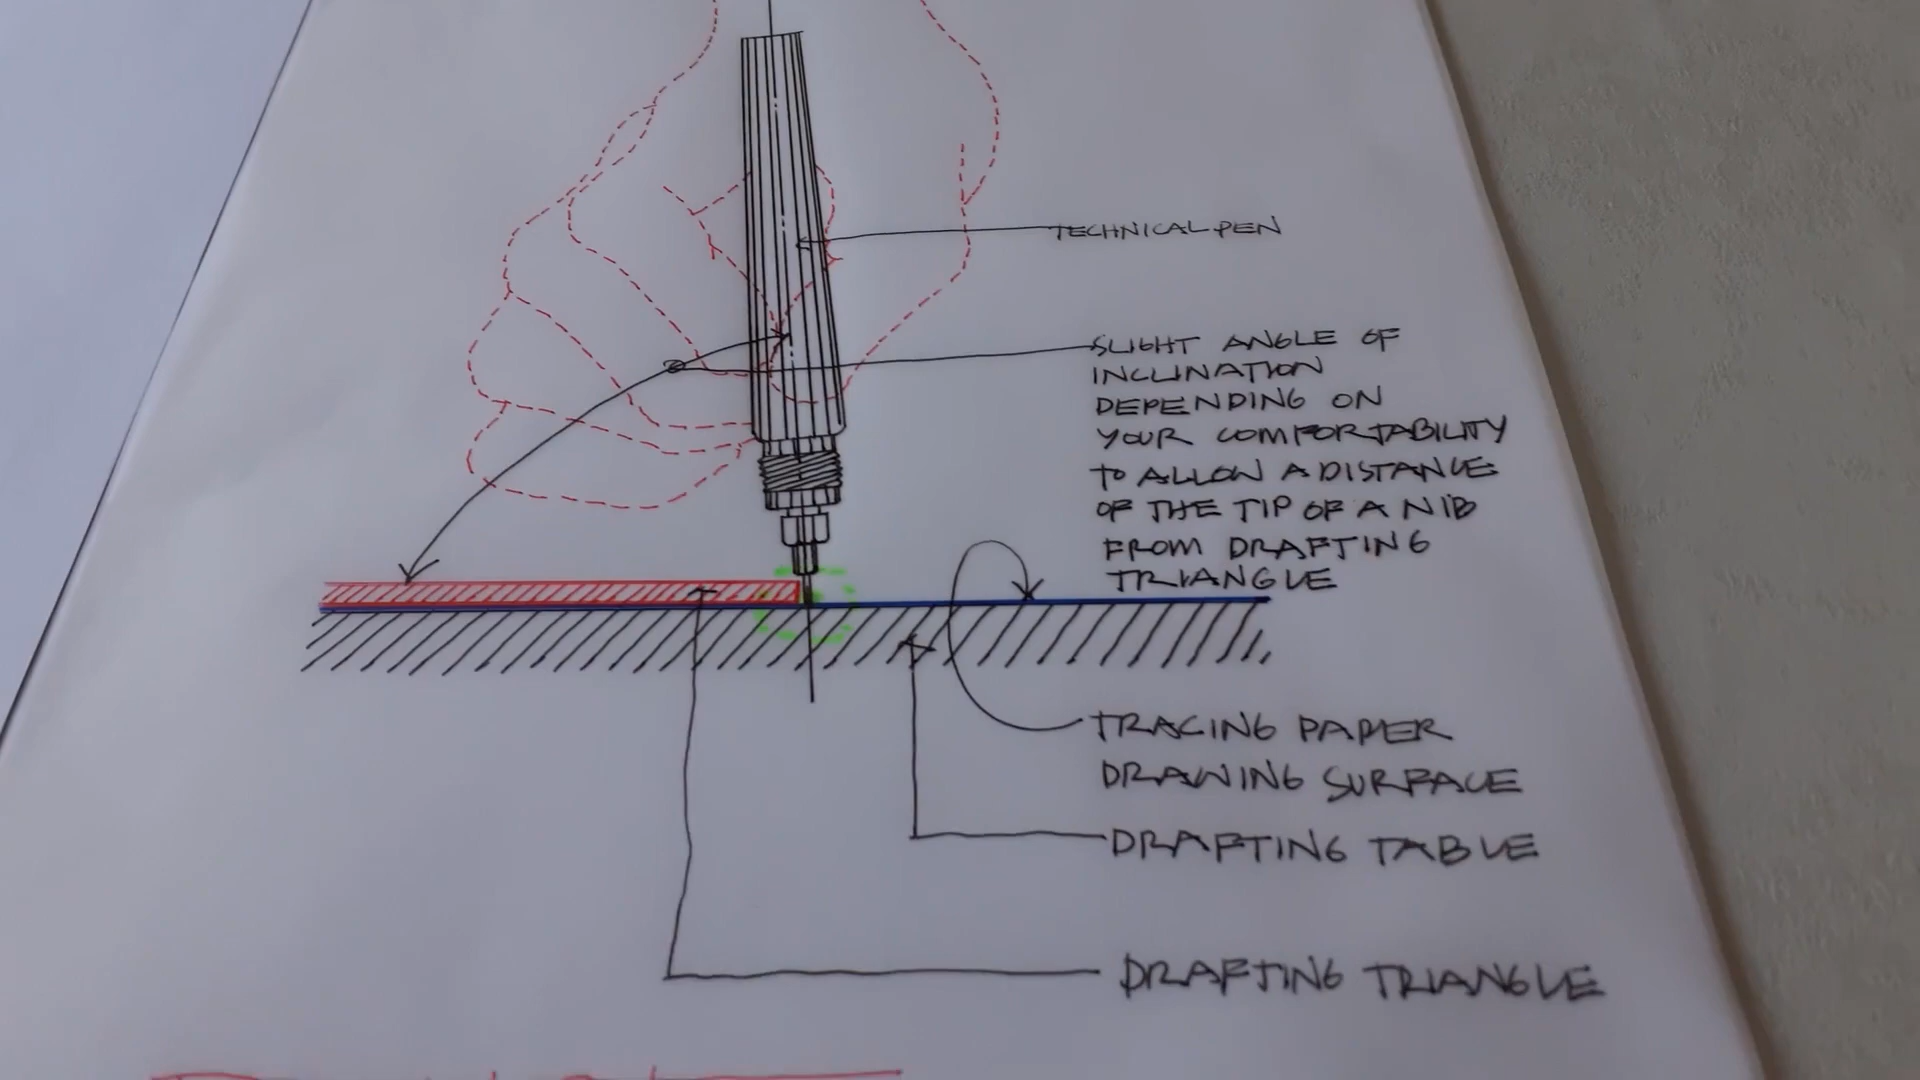 TECHNICAL PEN
SLIGHT ANGLE OF
INCLINATION
DEPENDING ON
YOUR COMFORTABILITY
TO ALLOW A DISTANCE
OF THE TIP OF A NIB
FROM DRAFTING
TRIANGLE
TRACING PAPER
DRAWING SURFACE
DRAFTING TABLE
DRAFTING TRIANGLE